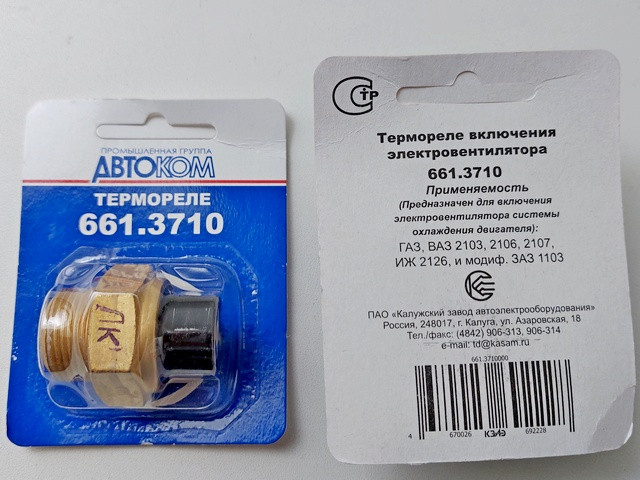 ПРОМЫШЛЕННАЯ ГРУППА
АВТОКОМ
ТЕРМОРЕЛЕ
661.3710
ЛК
СТР
Термореле включения
электровентилятора
661.3710
Применяемость
(Предназначен для включения
электровентилятора системы
охлаждения двигателя):
ГАЗ, ВАЗ 2103, 2106, 2107,
ИЖ 2126, и модиф. ЗАЗ 1103
ПАО «Калужский завод автоэлектрооборудования»
Россия, 248017, г. Калуга, ул. Азаровская, 18
Тел./факс: (4842) 906-313, 906-314
e-mail: td@kasam.ru
661.3710000
4 670026 КЗАЭ 692228